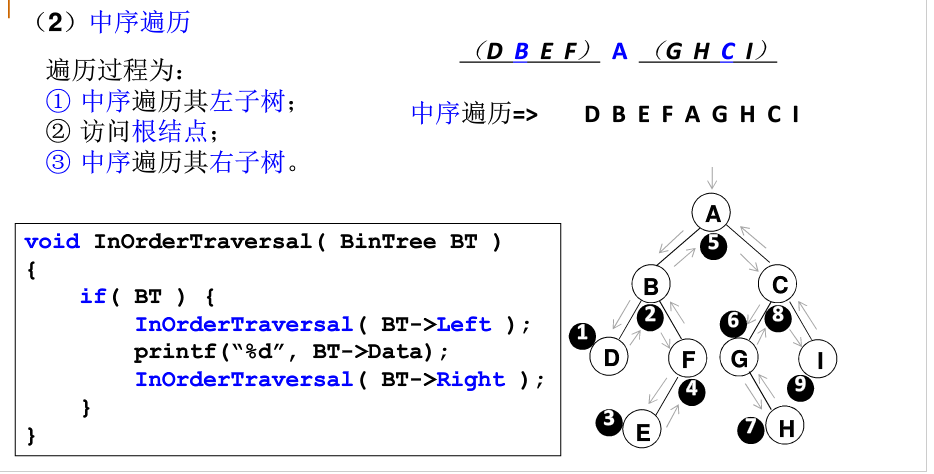 （2）中序遍历
遍历过程为:
① 中序遍历其左子树;
② 访问根结点;
③ 中序遍历其右子树。
（D B E F） A （G H C I）
中序遍历=> D B E F A G H C I
void InOrderTraversal( BinTree BT )
{
if( BT ) {
InOrderTraversal( BT->Left );
printf(“%d”, BT->Data);
InOrderTraversal( BT->Right );
}
}
A
5
B C
2 6 8
1 D F G I
4 9
3 E 7 H